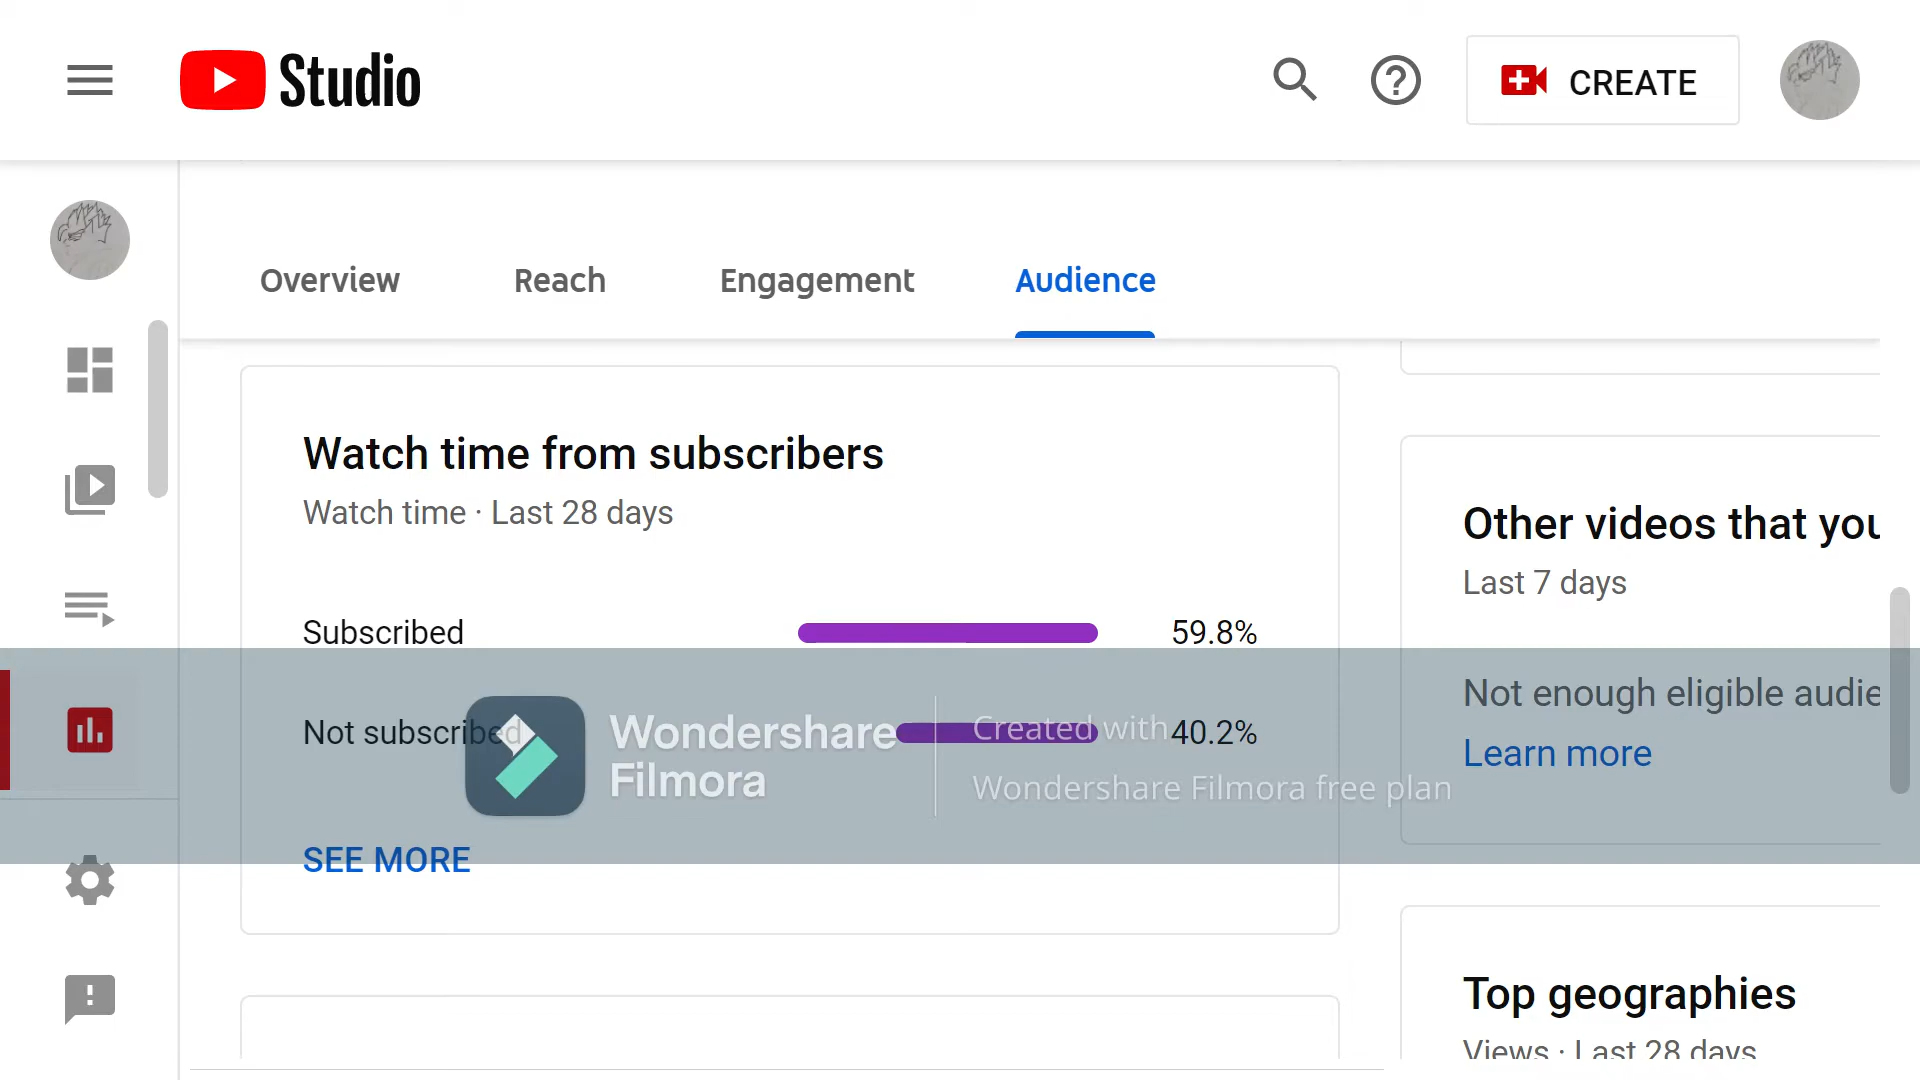 Studio
CREATE
Overview
Reach
Engagement
Audience
Watch time from subscribers
Watch time · Last 28 days
Subscribed
59.8%
Not subscribed
40.2%
SEE MORE
Other videos that you
Last 7 days
Not enough eligible audie
Learn more
Top geographies
Views · Last 28 days
Wondershare
Filmora
Created with
Wondershare Filmora free plan